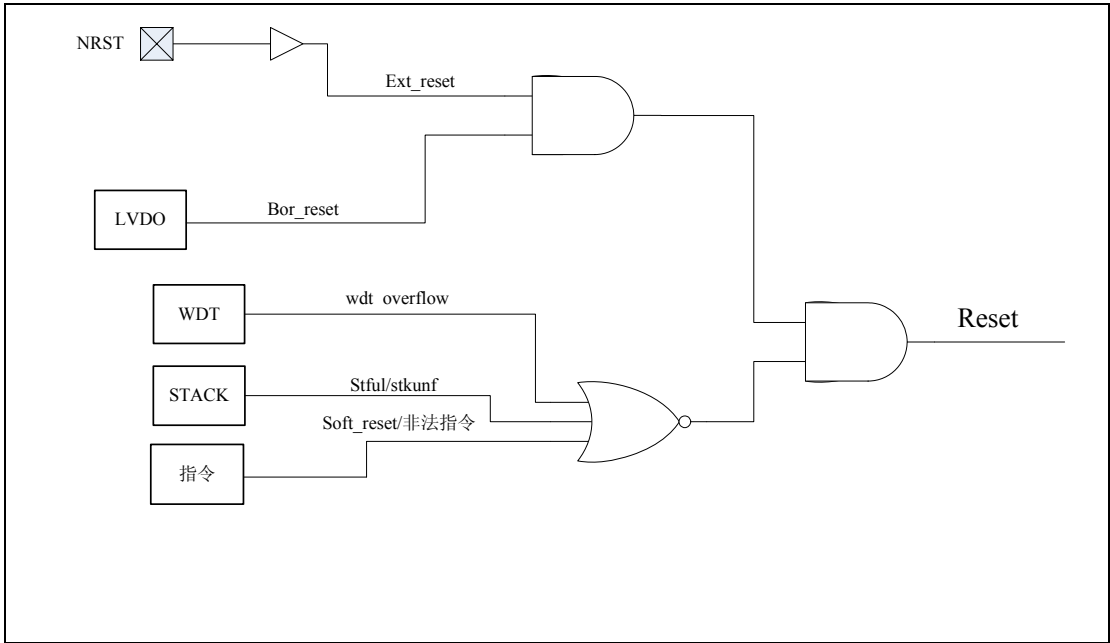 NRST
Ext_reset
LVDO
Bor_reset
WDT
wdt overflow
Reset
STACK
Stful/stkunf
Soft_reset/非法指令
指令